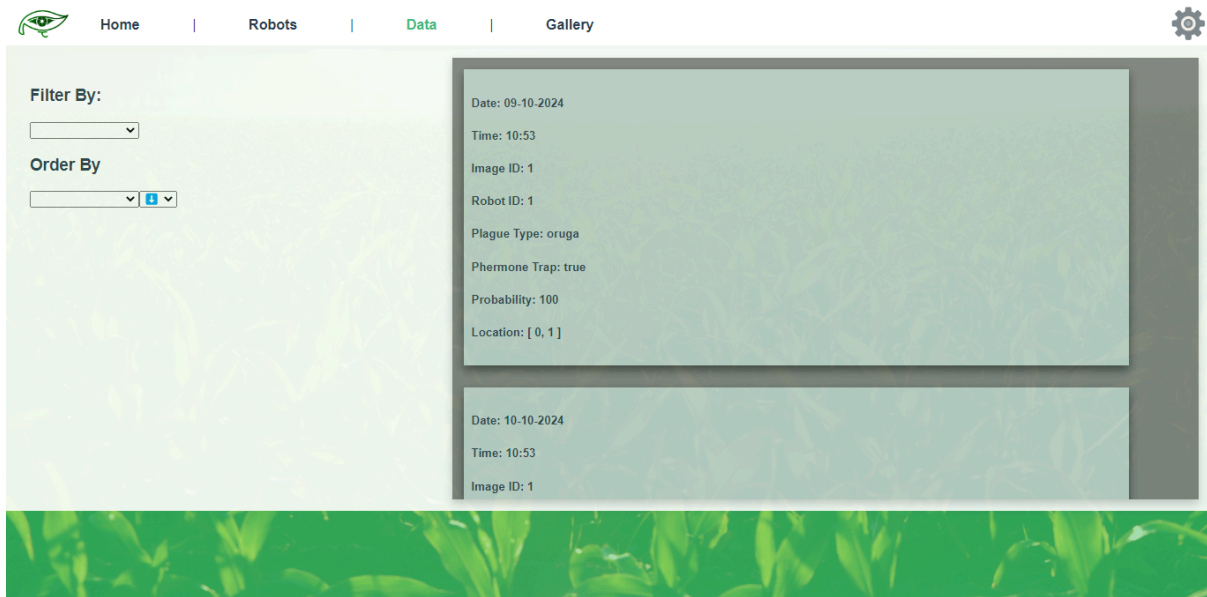 Home | Robots | Data | Gallery
Filter By:
Order By
Date: 09-10-2024
Time: 10:53
Image ID: 1
Robot ID: 1
Plague Type: oruga
Phermone Trap: true
Probability: 100
Location: [ 0, 1 ]
Date: 10-10-2024
Time: 10:53
Image ID: 1